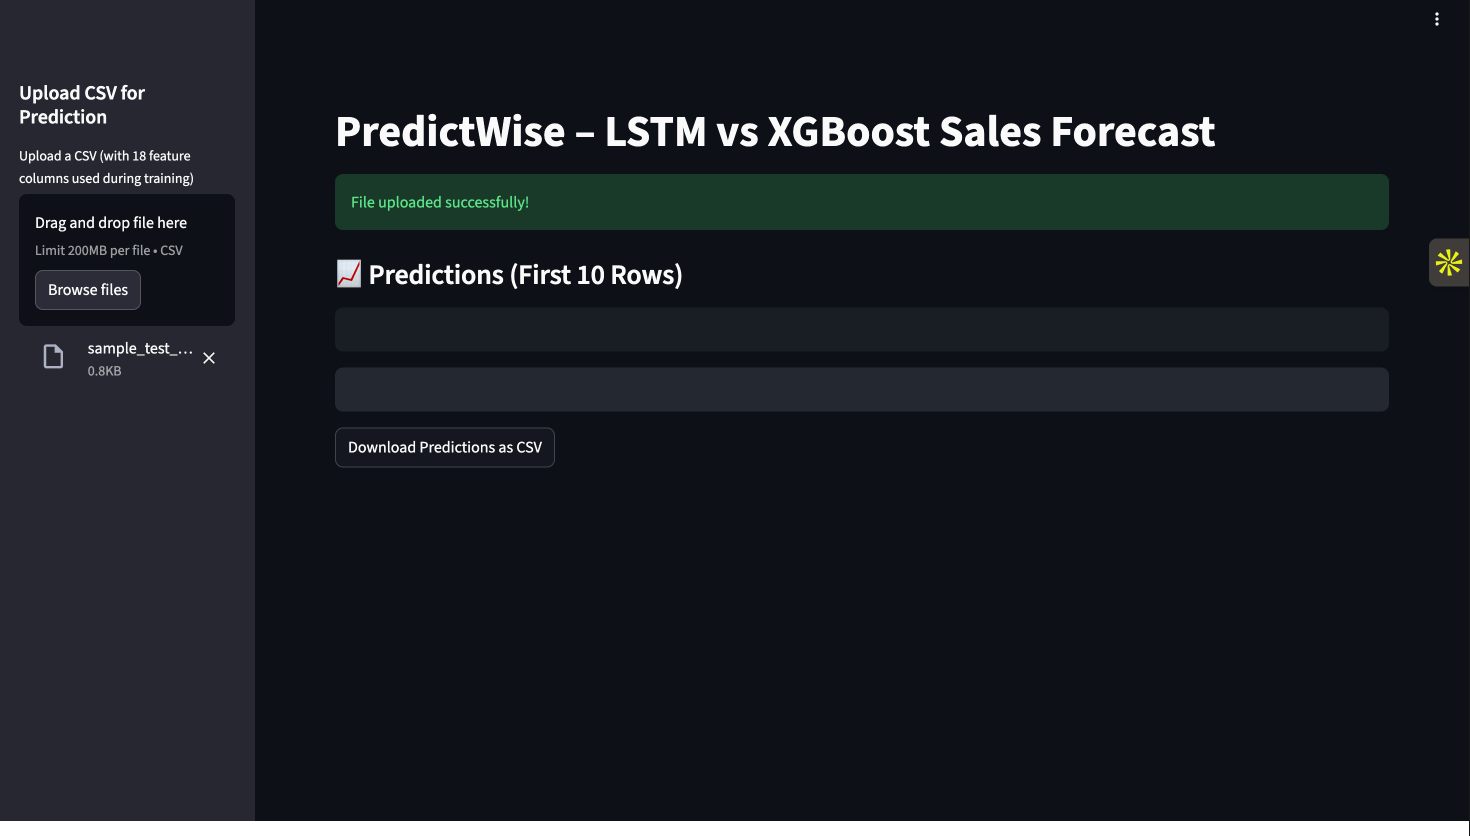 Upload CSV for
Prediction
Upload a CSV (with 18 feature
columns used during training)
Drag and drop file here
Limit 200MB per file • CSV
Browse files
sample_test_...
0.8KB
PredictWise – LSTM vs XGBoost Sales Forecast
File uploaded successfully!
Predictions (First 10 Rows)
Download Predictions as CSV